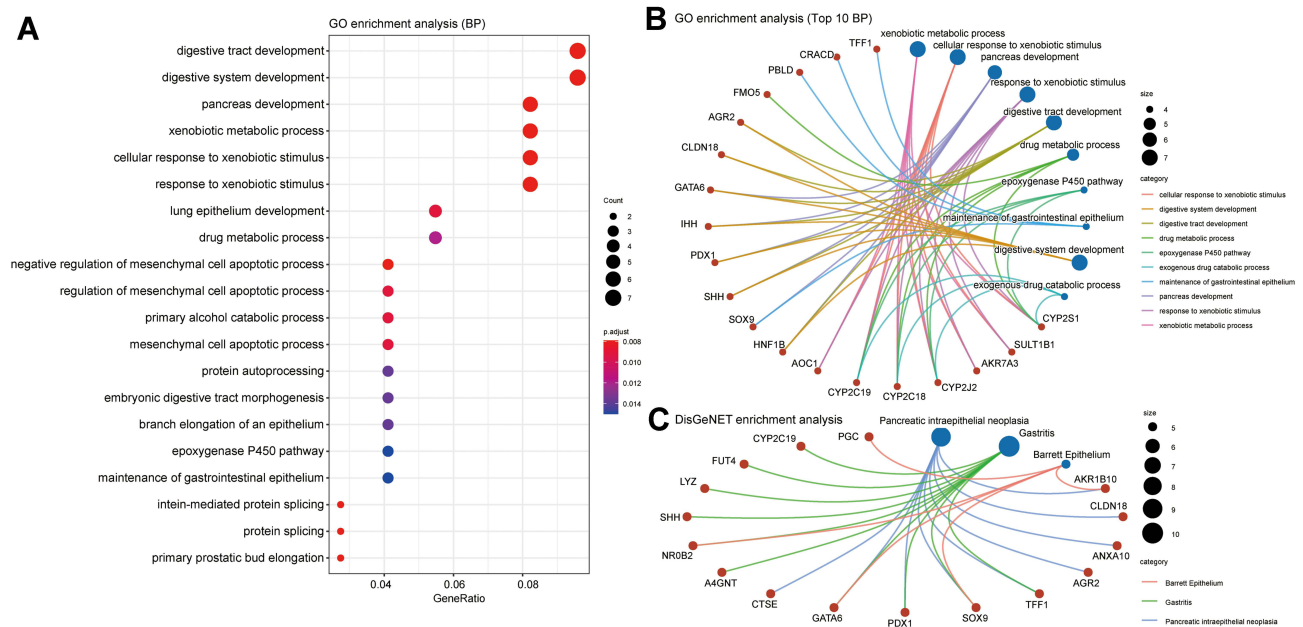 A
GO enrichment analysis (BP)
digestive tract development
digestive system development
pancreas development
xenobiotic metabolic process
cellular response to xenobiotic stimulus
response to xenobiotic stimulus
lung epithelium development
drug metabolic process
negative regulation of mesenchymal cell apoptotic process
regulation of mesenchymal cell apoptotic process
primary alcohol catabolic process
mesenchymal cell apoptotic process
protein autoprocessing
embryonic digestive tract morphogenesis
branch elongation of an epithelium
epoxygenase P450 pathway
maintenance of gastrointestinal epithelium
intein-mediated protein splicing
protein splicing
primary prostatic bud elongation
0.04 0.06 0.08
GeneRatio
Count
2
3
4
5
6
7
p.adjust
0.008
0.010
0.012
0.014
B
GO enrichment analysis (Top 10 BP)
xenobiotic metabolic process
cellular response to xenobiotic stimulus
pancreas development
response to xenobiotic stimulus
digestive tract development
drug metabolic process
epoxygenase P450 pathway
maintenance of gastrointestinal epithelium
digestive system development
exogenous drug catabolic process
CYP2S1
SULT1B1
AKR7A3
CYP2J2
CYP2C18
CYP2C19
AOC1
HNF1B
SOX9
SHH
PDX1
IHH
GATA6
CLDN18
AGR2
FMO5
PBLD
CRACD
TFF1
size
4
5
6
7
category
cellular response to xenobiotic stimulus
digestive system development
digestive tract development
drug metabolic process
epoxygenase P450 pathway
exogenous drug catabolic process
maintenance of gastrointestinal epithelium
pancreas development
response to xenobiotic stimulus
xenobiotic metabolic process
C
DisGeNET enrichment analysis
Pancreatic intraepithelial neoplasia
Gastritis
Barrett Epithelium
AKR1B10
CLDN18
ANXA10
AGR2
TFF1
SOX9
PDX1
GATA6
CTSE
A4GNT
NR0B2
SHH
LYZ
FUT4
CYP2C19
PGC
size
5
6
7
8
9
10
category
Barrett Epithelium
Gastritis
Pancreatic intraepithelial neoplasia